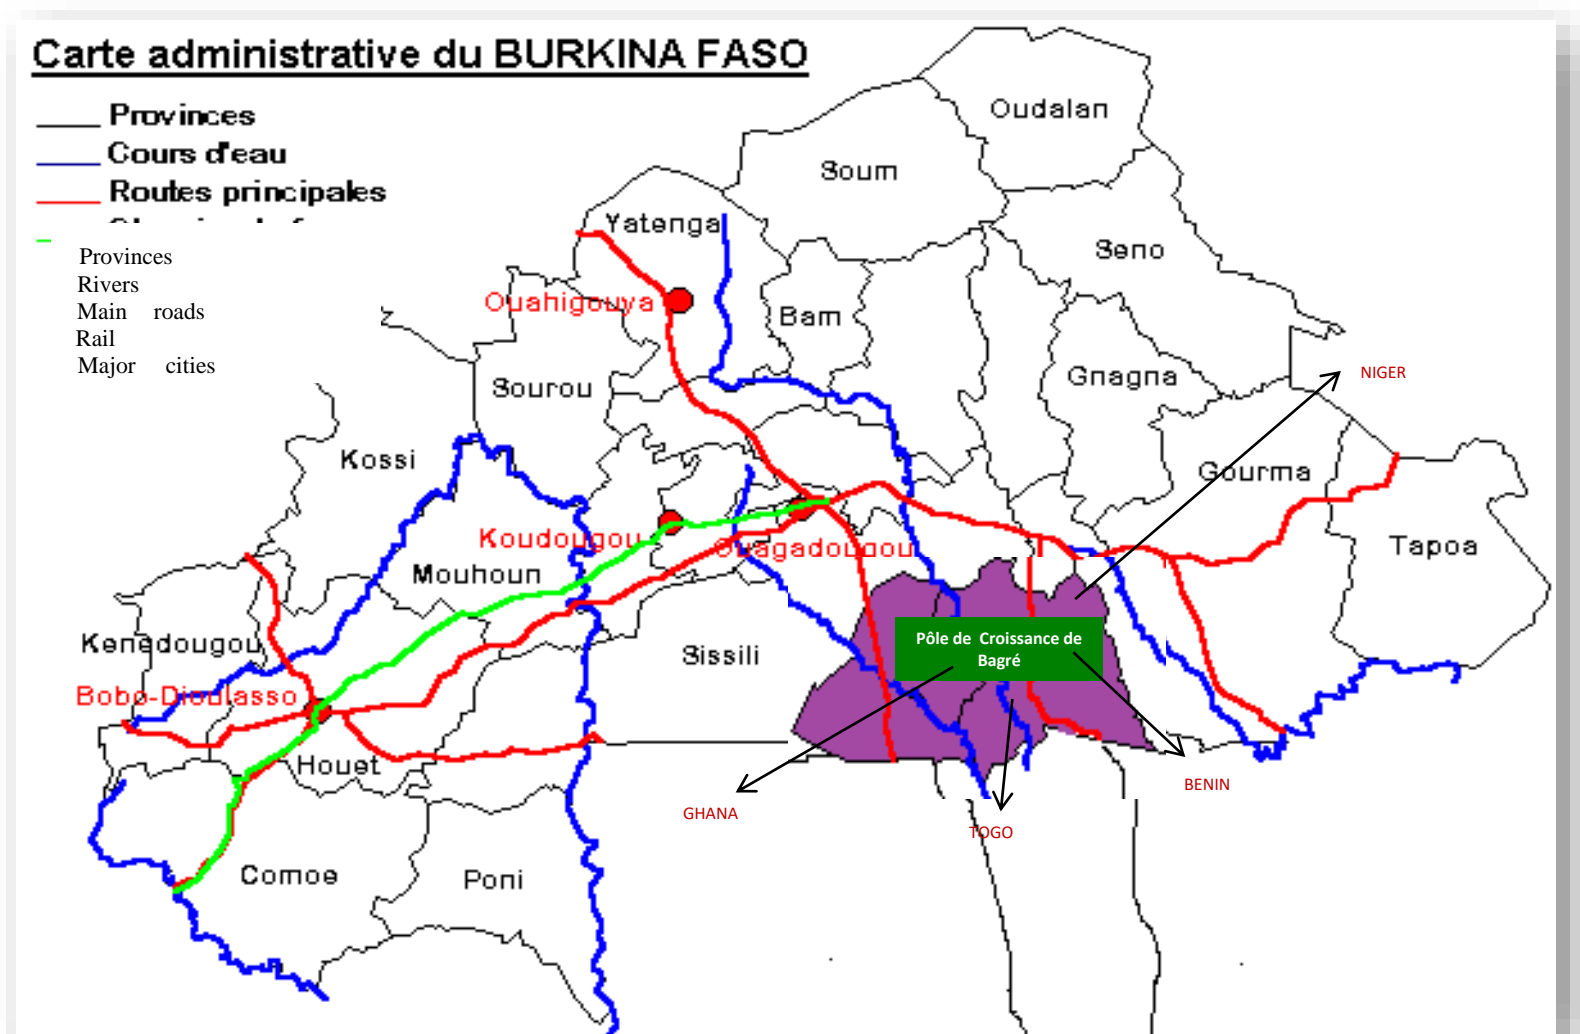 Carte administrative du BURKINA FASO
Provinces
Cours d'eau
Routes principales
Provinces
Rivers
Main roads
Rail
Major cities
Oudalan
Soum
Yatenga
Seno
Ouahigouya
Bam
Gnagna
NIGER
Sourou
Kossi
Gourma
Koudougou
Ouagadougou
Tapoa
Mouhoun
Kenedougou
Sissili
Pôle de Croissance de
Bagré
Bobo-Dioulasso
Houet
BENIN
GHANA
TOGO
Comoe
Poni